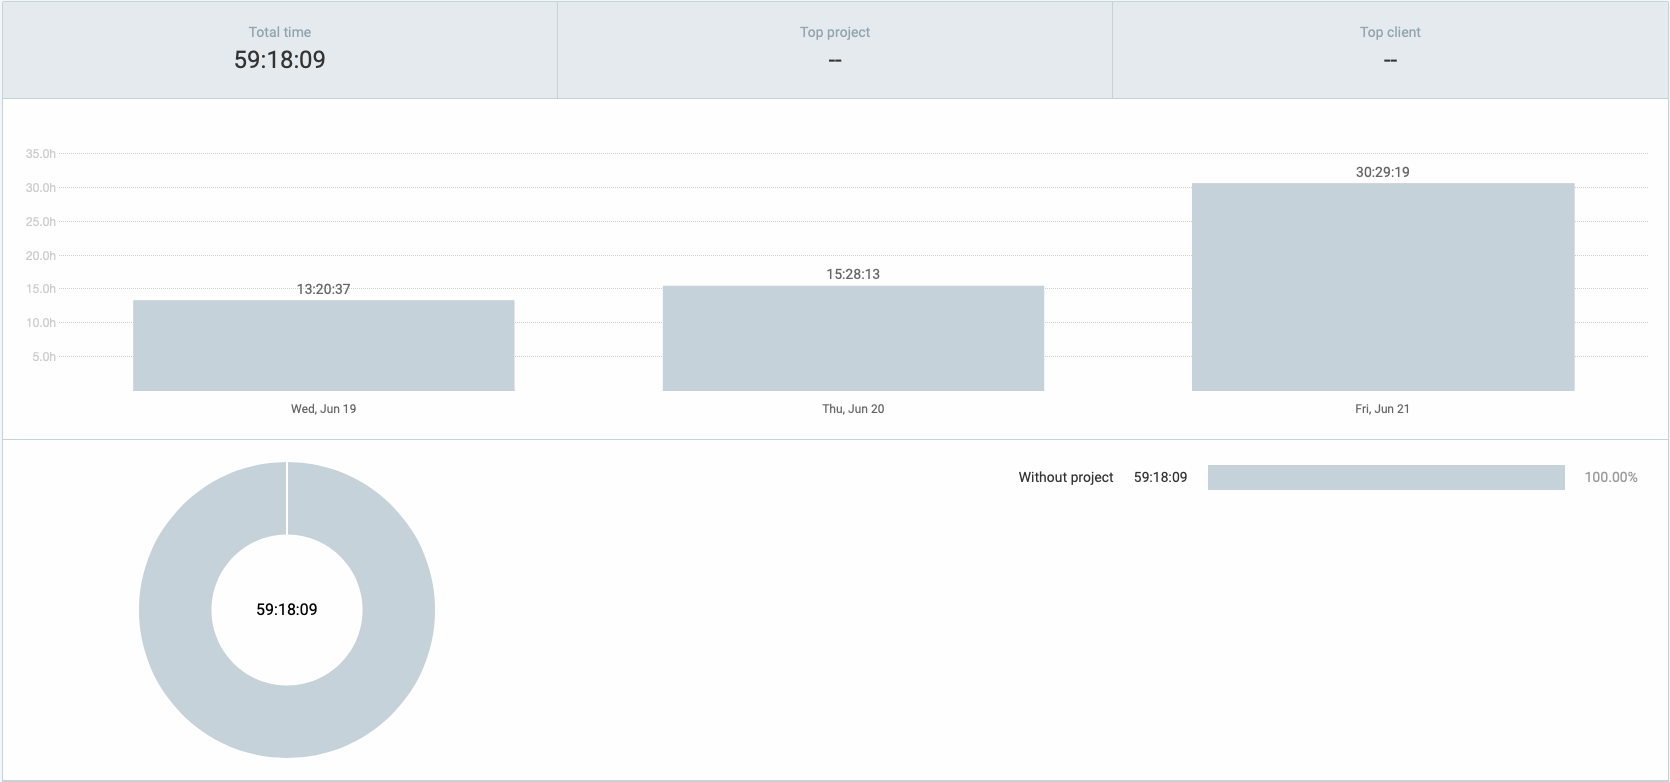 Total time
59:18:09
Top project
--
Top client
--
35.0h
30.0h
25.0h
20.0h
15.0h
10.0h
5.0h
13:20:37
15:28:13
30:29:19
Wed, Jun 19
Thu, Jun 20
Fri, Jun 21
59:18:09
Without project 59:18:09 100.00%